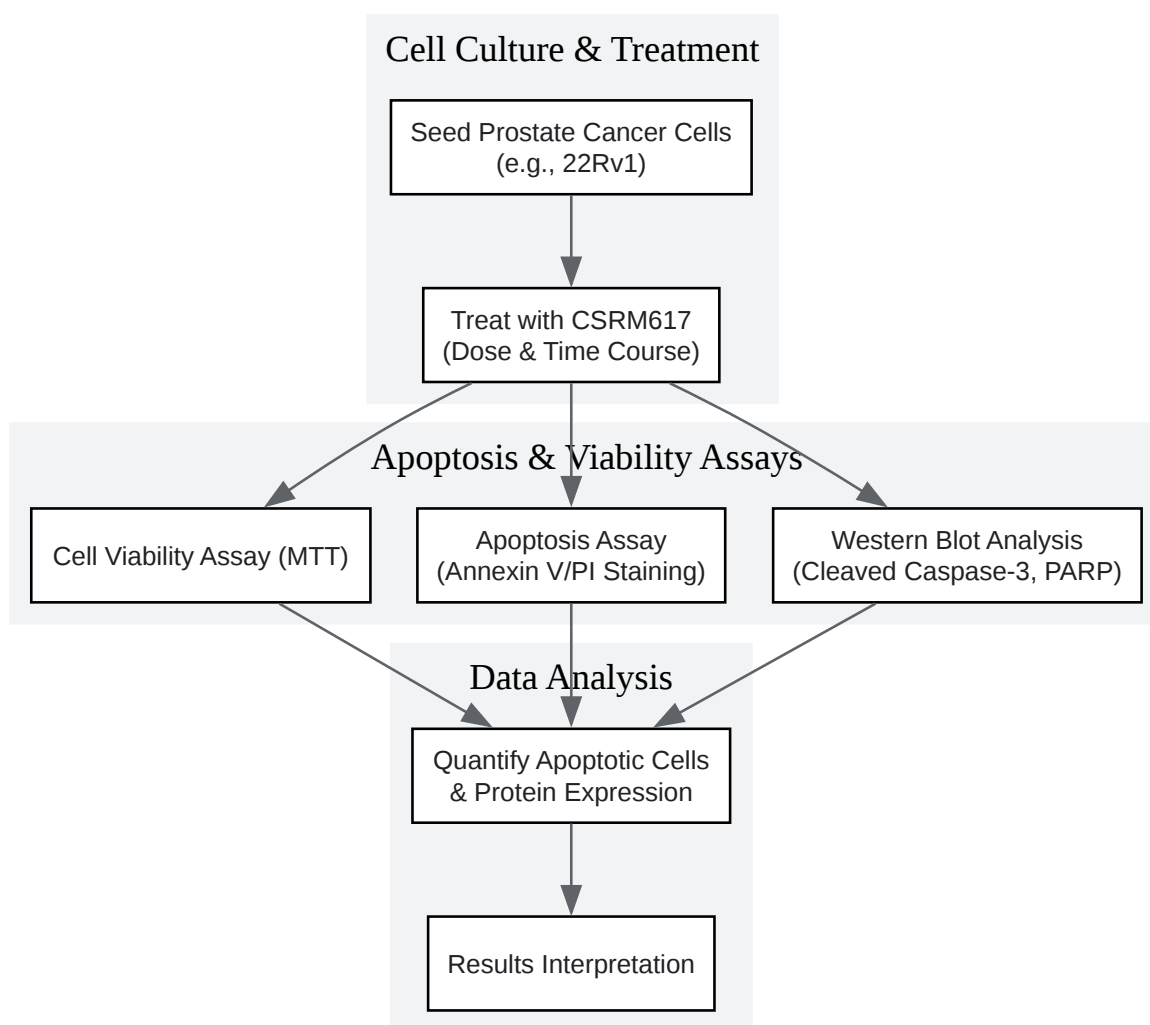 Cell Culture & Treatment
Seed Prostate Cancer Cells
(e.g., 22Rv1)
Treat with CSRM617
(Dose & Time Course)
Apoptosis & Viability Assays
Cell Viability Assay (MTT)
Apoptosis Assay
(Annexin V/PI Staining)
Western Blot Analysis
(Cleaved Caspase-3, PARP)
Data Analysis
Quantify Apoptotic Cells
& Protein Expression
Results Interpretation